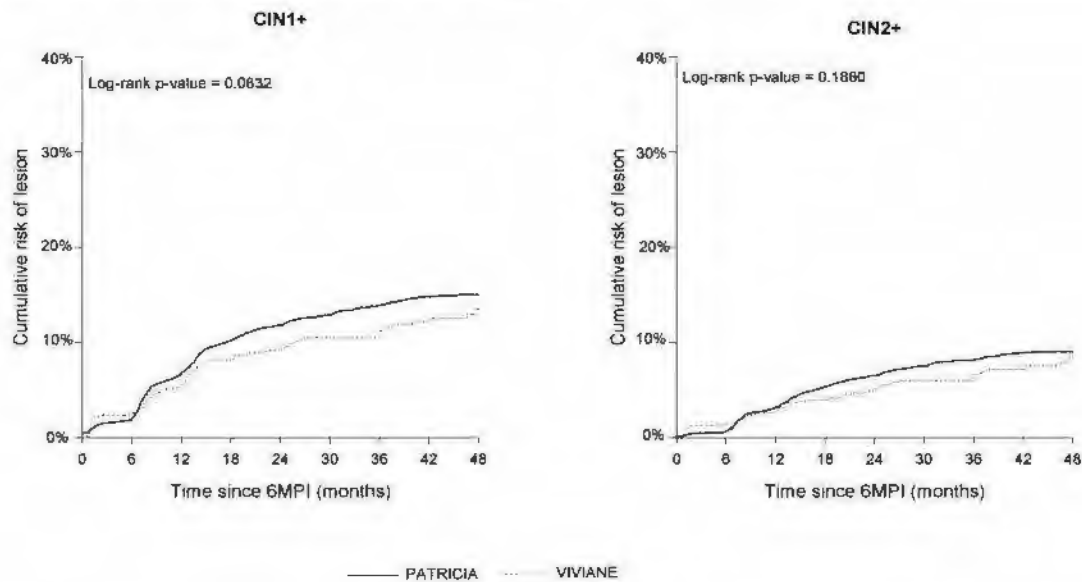 CIN1+
40%
Log-rank p-value = 0.0632
30%
20%
10%
0%
Cumulative risk of lesion
0 6 12 18 24 30 36 42 48
Time since 6MPI (months)
CIN2+
40%
Log-rank p-value = 0.1860
30%
20%
10%
0%
Cumulative risk of lesion
0 6 12 18 24 30 36 42 48
Time since 6MPI (months)
PATRICIA VIVIANE